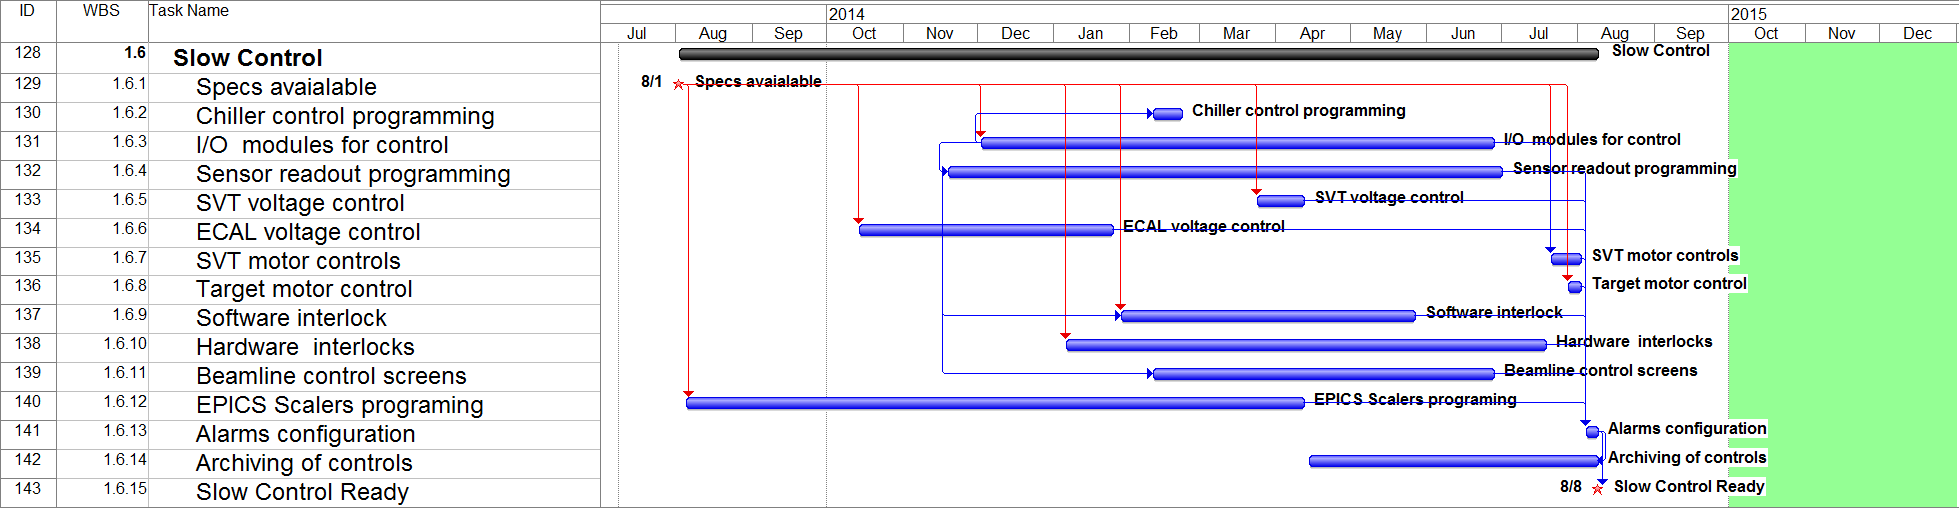 ID WBS Task Name 2014 2015
Jul Aug Sep Oct Nov Dec Jan Feb Mar Apr May Jun Jul Aug Sep Oct Nov Dec
128 1.6 Slow Control Slow Control
129 1.6.1 Specs avaialable 8/1 Specs avaialable
130 1.6.2 Chiller control programming Chiller control programming
131 1.6.3 I/O modules for control I/O modules for control
132 1.6.4 Sensor readout programming Sensor readout programming
133 1.6.5 SVT voltage control SVT voltage control
134 1.6.6 ECAL voltage control ECAL voltage control
135 1.6.7 SVT motor controls SVT motor controls
136 1.6.8 Target motor control Target motor control
137 1.6.9 Software interlock Software interlock
138 1.6.10 Hardware interlocks Hardware interlocks
139 1.6.11 Beamline control screens Beamline control screens
140 1.6.12 EPICS Scalers programing EPICS Scalers programing
141 1.6.13 Alarms configuration Alarms configuration
142 1.6.14 Archiving of controls Archiving of controls
143 1.6.15 Slow Control Ready 8/8 Slow Control Ready